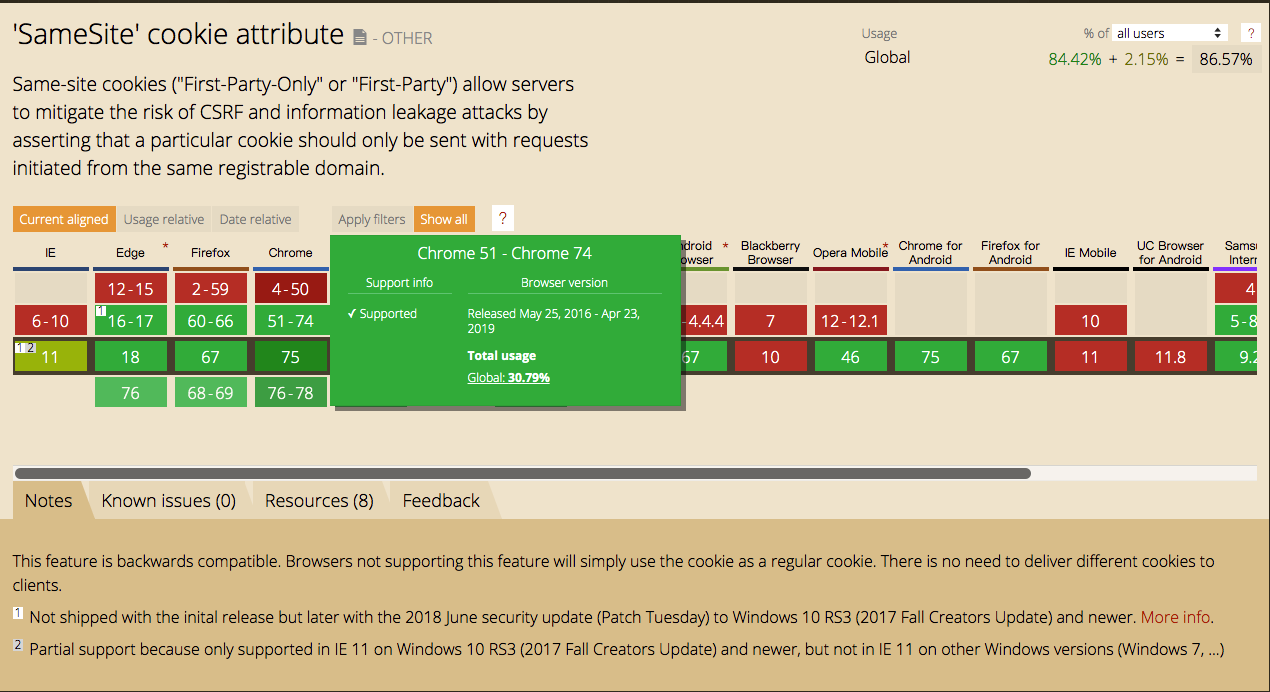 'SameSite' cookie attribute - OTHER
Usage % of all users ?
Global 84.42% + 2.15% = 86.57%
Same-site cookies ("First-Party-Only" or "First-Party") allow servers
to mitigate the risk of CSRF and information leakage attacks by
asserting that a particular cookie should only be sent with requests
initiated from the same registrable domain.
Current aligned Usage relative Date relative Apply filters Show all ?
IE Edge * Firefox Chrome
12-15 2-59 4-50
6-10 1 16-17 60-66 51-74
1 2 11 18 67 75
76 68-69 76-78
Chrome 51 - Chrome 74
Support info Browser version
✓ Supported Released May 25, 2016 - Apr 23,
2019
Total usage
Global: 30.79%
* Blackberry Browser Opera Mobile * Chrome for Android Firefox for Android IE Mobile UC Browser for Android
4
-4.4.4 7 12-12.1 10 5-8
67 10 46 75 67 11 11.8 9.2
Notes Known issues (0) Resources (8) Feedback
This feature is backwards compatible. Browsers not supporting this feature will simply use the cookie as a regular cookie. There is no need to deliver different cookies to
clients.
1 Not shipped with the inital release but later with the 2018 June security update (Patch Tuesday) to Windows 10 RS3 (2017 Fall Creators Update) and newer. More info.
2 Partial support because only supported in IE 11 on Windows 10 RS3 (2017 Fall Creators Update) and newer, but not in IE 11 on other Windows versions (Windows 7, ...)